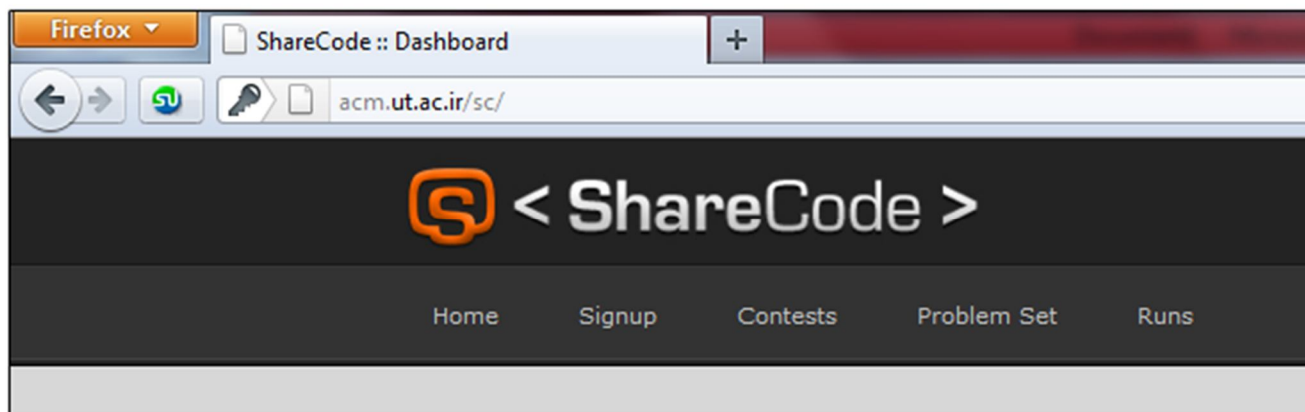 Firefox
ShareCode :: Dashboard
acm.ut.ac.ir/sc/
< ShareCode >
Home Signup Contests Problem Set Runs